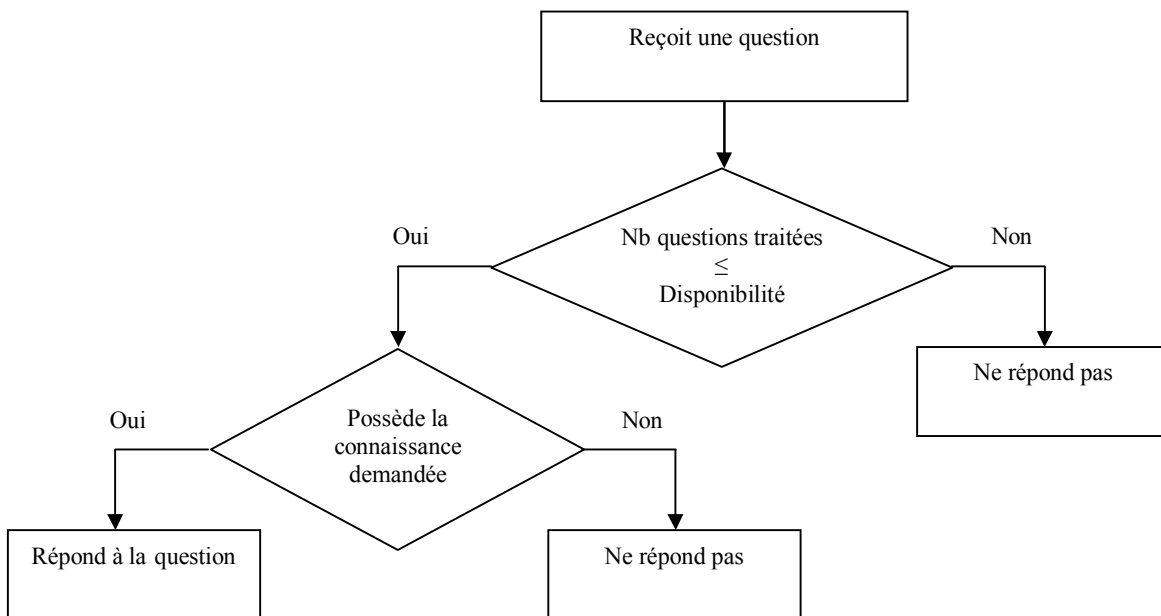 Reçoit une question
Oui
Nb questions traitées
≤
Disponibilité
Non
Ne répond pas
Oui
Possède la
connaissance
demandée
Non
Répond à la question
Ne répond pas